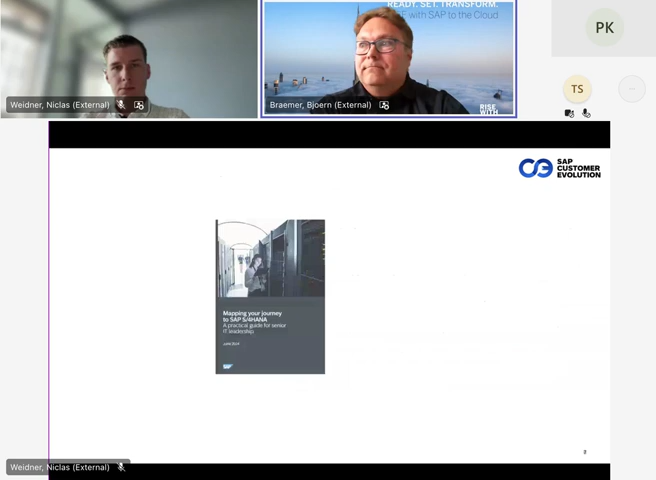 READY. SET. TRANSFORM.
with SAP to the Cloud
PK
Weidner, Niclas (External)
Braemer, Bjoern (External)
RISE
WITH
TS
SAP
CUSTOMER
EVOLUTION
Mapping your journey
to SAP S/4HANA
A practical guide for senior
IT leadership
SAP
Weidner, Niclas (External)